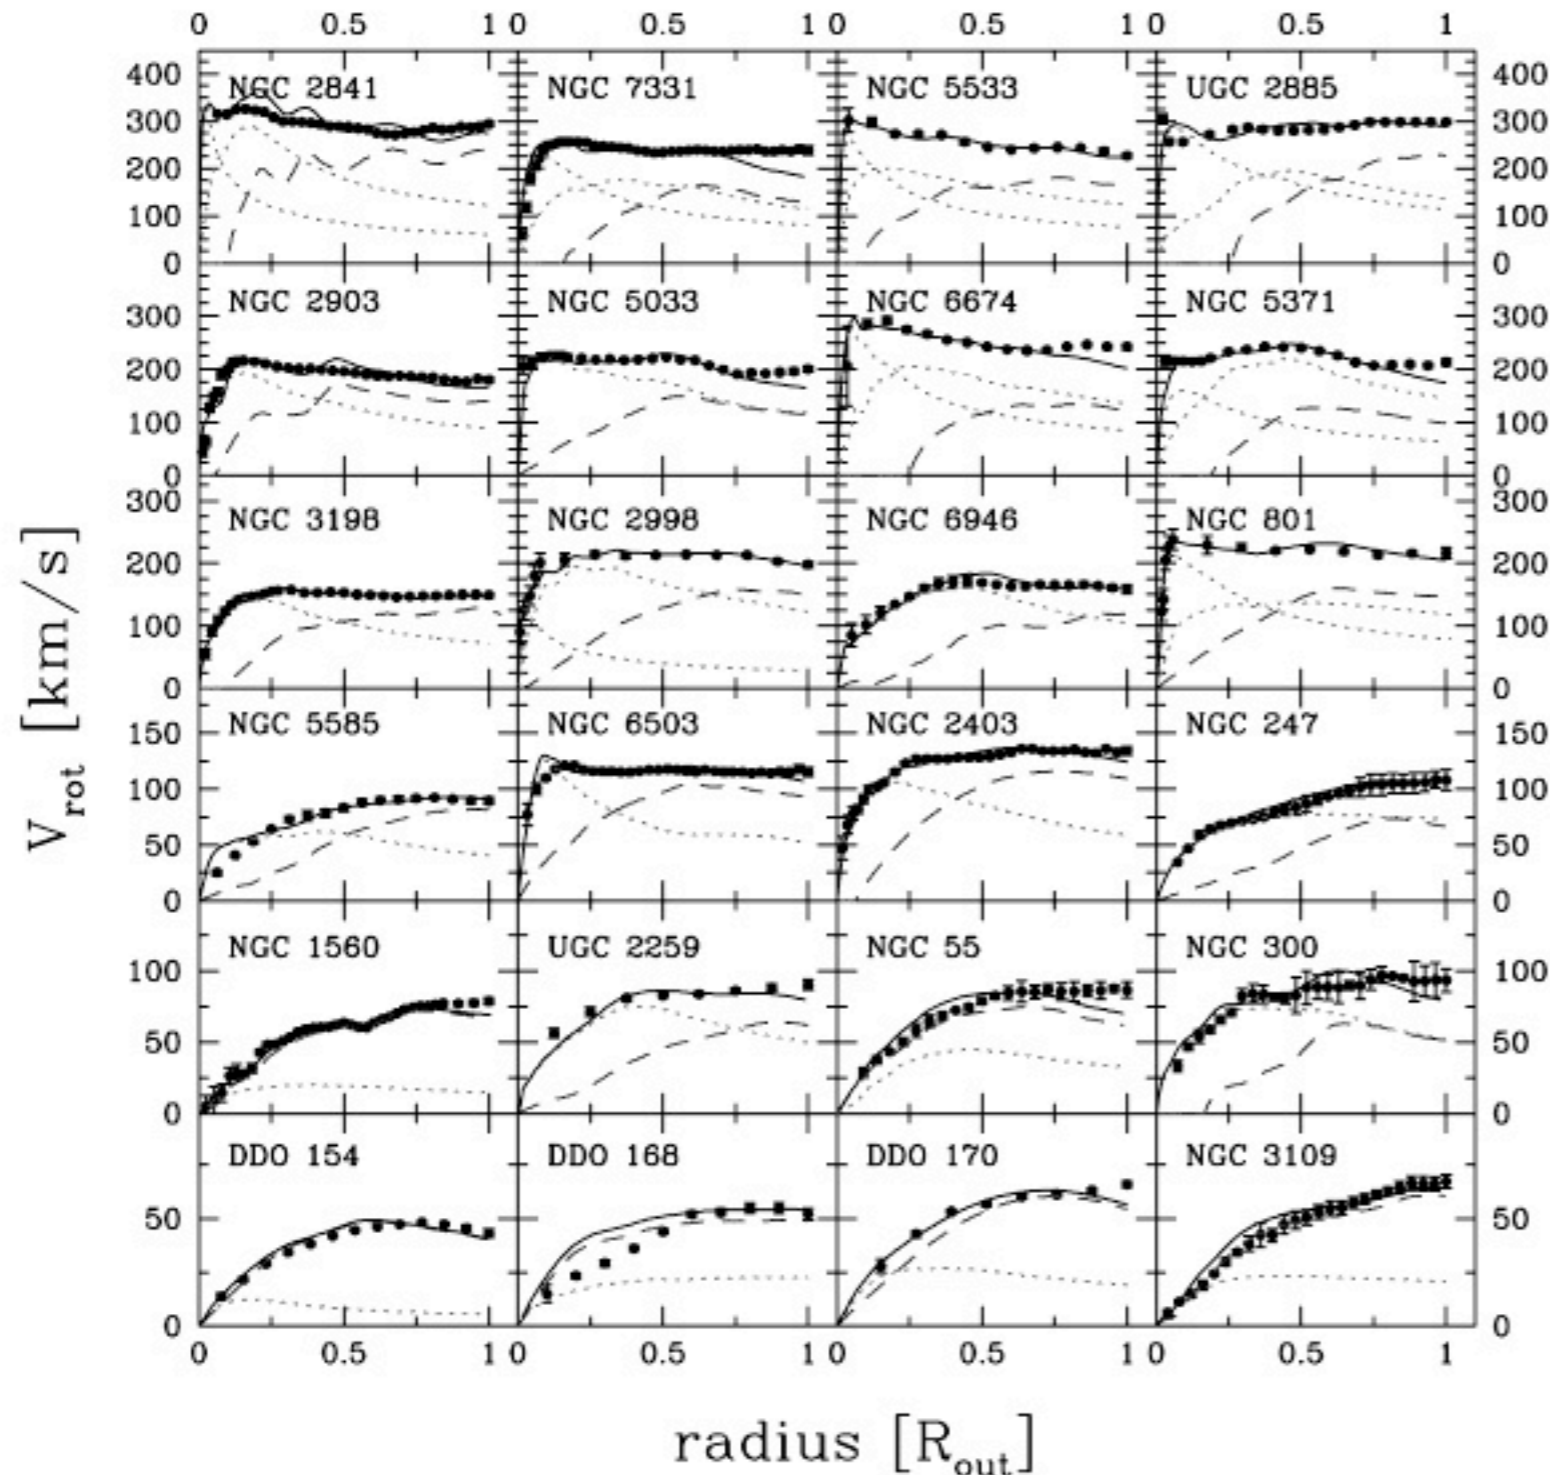 0 0.5 1 0 0.5 1 0 0.5 1 0 0.5 1
NGC 2841 NGC 7331 NGC 5533 UGC 2885
400 400
300 300
200 200
100 100
0 0
NGC 2903 NGC 5033 NGC 6674 NGC 5371
300 300
200 200
100 100
0 0
NGC 3198 NGC 2998 NGC 6946 NGC 801
300 300
200 200
100 100
0 0
NGC 5585 NGC 6503 NGC 2403 NGC 247
150 150
100 100
50 50
0 0
NGC 1560 UGC 2259 NGC 55 NGC 300
100 100
50 50
0 0
DDO 154 DDO 168 DDO 170 NGC 3109
50 50
0 0
0 0.5 1 0 0.5 1 0 0.5 1 0 0.5 1
Vrot [km/s]
radius [Rout]